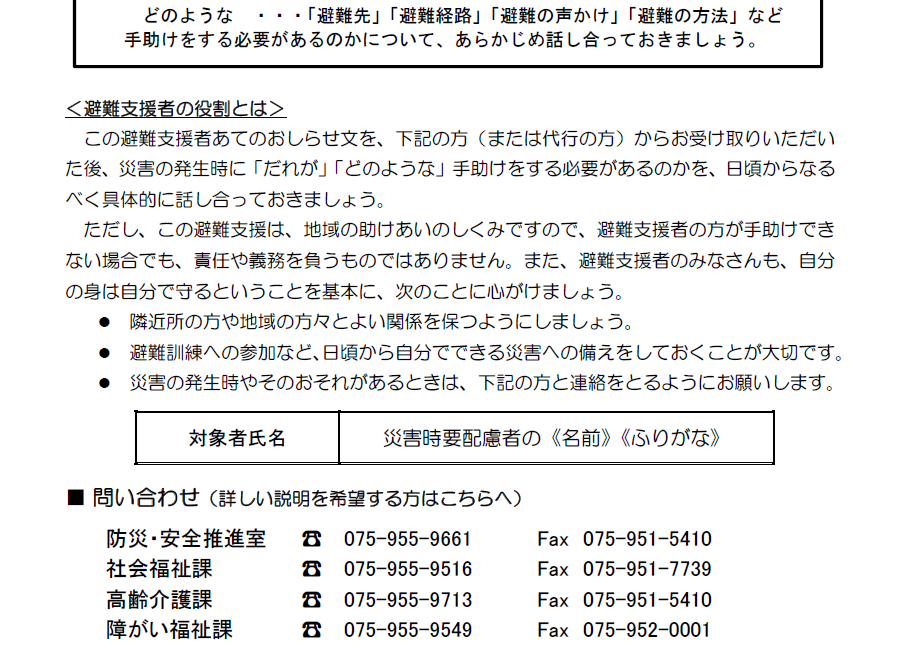 どのような ・・・「避難先」「避難経路」「避難の声かけ」「避難の方法」など
手助けをする必要があるのかについて、あらかじめ話し合っておきましょう。
＜避難支援者の役割とは＞
この避難支援者あてのおしらせ文を、下記の方（または代行の方）からお受け取りいただい
た後、災害の発生時に「だれが」「どのような」手助けをする必要があるのかを、日頃からなる
べく具体的に話し合っておきましょう。
ただし、この避難支援は、地域の助けあいのしくみですので、避難支援者の方が手助けでき
ない場合でも、責任や義務を負うものではありません。また、避難支援者のみなさんも、自分
の身は自分で守るということを基本に、次のことに心がけましょう。
● 隣近所の方や地域の方々とよい関係を保つようにしましょう。
● 避難訓練への参加など、日頃から自分でできる災害への備えをしておくことが大切です。
● 災害の発生時やそのおそれがあるときは、下記の方と連絡をとるようにお願いします。
対象者氏名 災害時要配慮者の《名前》《ふりがな》
■ 問い合わせ（詳しい説明を希望する方はこちらへ）
防災・安全推進室 ☎ 075-955-9661 Fax 075-951-5410
社会福祉課 ☎ 075-955-9516 Fax 075-951-7739
高齢介護課 ☎ 075-955-9713 Fax 075-951-5410
障がい福祉課 ☎ 075-955-9549 Fax 075-952-0001